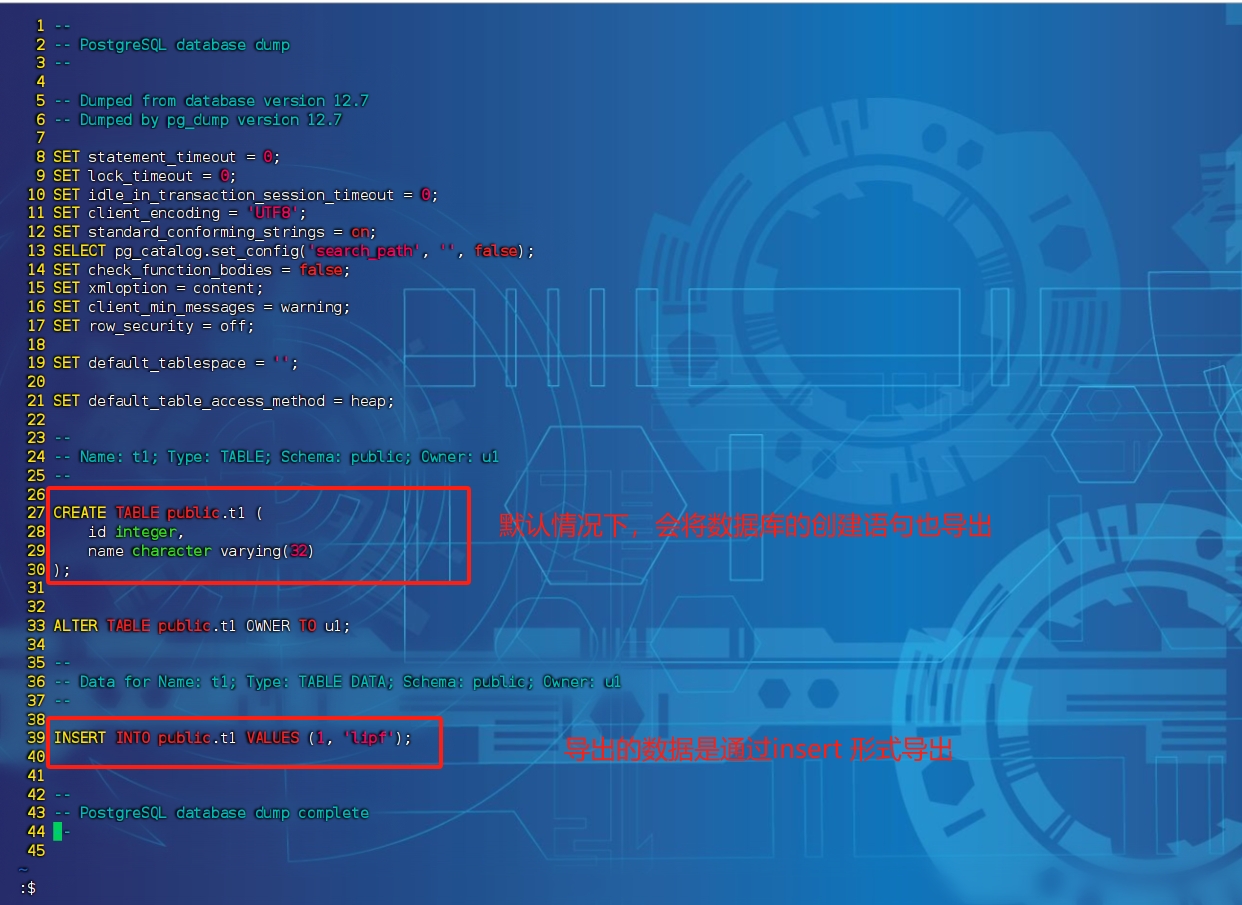 1 --
2 -- PostgreSQL database dump
3 --
4
5 -- Dumped from database version 12.7
6 -- Dumped by pg_dump version 12.7
7
8 SET statement_timeout = 0;
9 SET lock_timeout = 0;
10 SET idle_in_transaction_session_timeout = 0;
11 SET client_encoding = 'UTF8';
12 SET standard_conforming_strings = on;
13 SELECT pg_catalog.set_config('search_path', '', false);
14 SET check_function_bodies = false;
15 SET xmloption = content;
16 SET client_min_messages = warning;
17 SET row_security = off;
18
19 SET default_tablespace = '';
20
21 SET default_table_access_method = heap;
22
23 --
24 -- Name: t1; Type: TABLE; Schema: public; Owner: u1
25 --
26
27 CREATE TABLE public.t1 (
28     id integer,
默认情况下，会将数据库的创建语句也导出
29     name character varying(32)
30 );
31
32
33 ALTER TABLE public.t1 OWNER TO u1;
34
35 --
36 -- Data for Name: t1; Type: TABLE DATA; Schema: public; Owner: u1
37 --
38
39 INSERT INTO public.t1 VALUES (1, 'lipf');
导出的数据是通过insert 形式导出
40
41
42 --
43 -- PostgreSQL database dump complete
44 --
45
~
:$